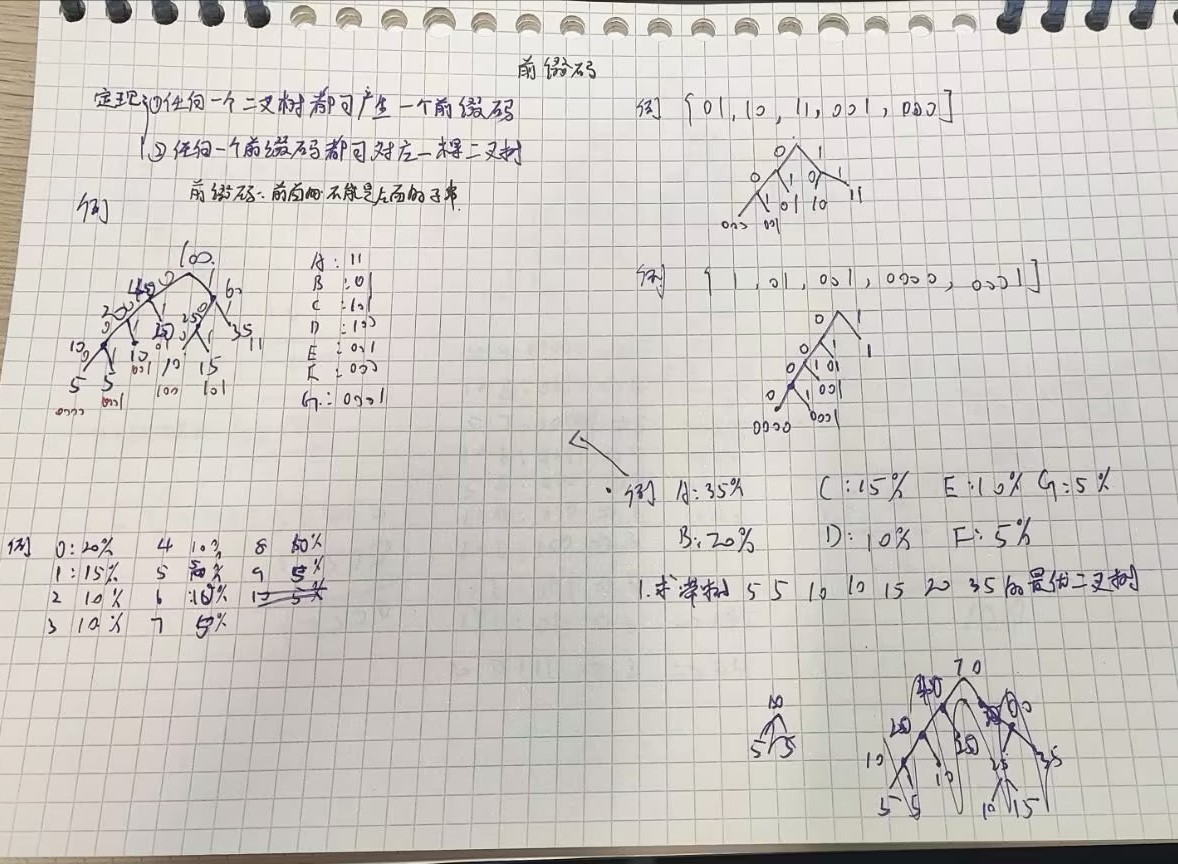 前缀码
定理 ① 任何一个二叉树都可产生一个前缀码
② 任何一个前缀码都可对应一棵二叉树
前缀码: 前面的不能是后面的子串.
例
100
40 60
20 20 25 35
10 10 10 15
5 5
0000 0001 001 01 100 101 11
A: 11
B: 01
C: 101
D: 100
E: 001
F: 000
G: 0001
例 0: 20% 4 10% 8
1: 15% 5 9 5%
2 10% 6 10%
3 10% 7 5%
例 {01, 10, 11, 001, 000}
0 1
0 1 0 1
0 1 01 10 11
000 001
例 {1, 01, 001, 0000, 0001}
0 1
0 1 1
0 1 01
0 1 001
0000 0001
例 A: 35% C: 15% E: 10% G: 5%
B: 20% D: 10% F: 5%
1. 求带树 5 5 10 10 15 20 35 的最优二叉树
10
5 5
20
10 10 25 35
5 5 10 15